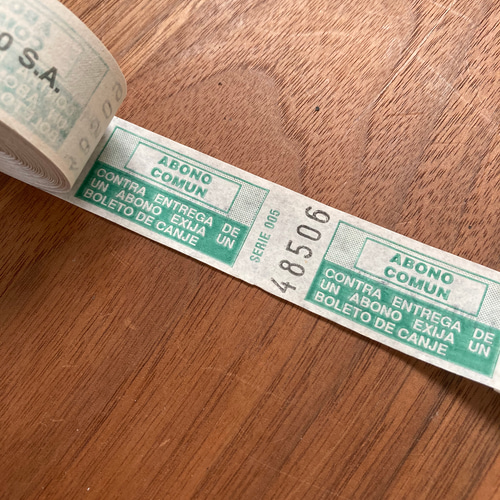 0 S.A.
ABONO
COMUN
CONTRA ENTREGA DE
UN ABONO EXIJA UN
BOLETO DE CANJE
SERIE 005
48506
ABONO
COMUN
CONTRA ENTREGA DE
UN ABONO EXIJA UN
BOLETO DE CANJE